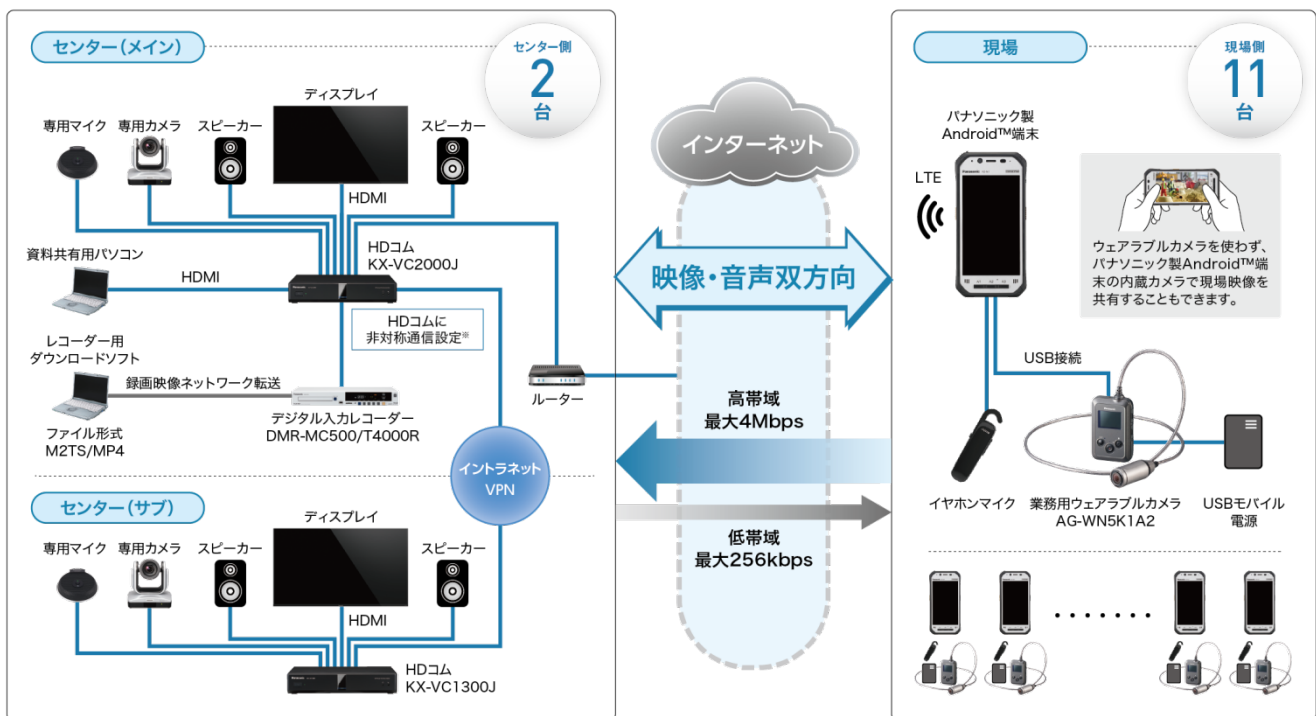 センター(メイン)
センター側
2
台
ディスプレイ
専用マイク
専用カメラ
スピーカー
スピーカー
HDMI
HDコム
KX-VC2000J
資料共有用パソコン
HDMI
HDコムに
非対称通信設定※
レコーダー用
ダウンロードソフト
録画映像ネットワーク転送
デジタル入力レコーダー
DMR-MC500/T4000R
ファイル形式
M2TS/MP4
ルーター
イントラネット
VPN
センター(サブ)
ディスプレイ
専用マイク
専用カメラ
スピーカー
スピーカー
HDMI
HDコム
KX-VC1300J
インターネット
映像・音声双方向
高帯域
最大4Mbps
低帯域
最大256kbps
現場
現場側
11
台
パナソニック製
Android™端末
LTE
Panasonic
ウェアラブルカメラを使わず、
パナソニック製Android™端
末の内蔵カメラで現場映像を
共有することもできます。
USB接続
イヤホンマイク
業務用ウェアラブルカメラ
AG-WN5K1A2
USBモバイル
電源